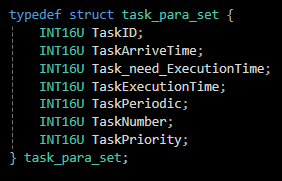 typedef struct task_para_set {
    INT16U TaskID;
    INT16U TaskArriveTime;
    INT16U Task_need_ExecutionTime;
    INT16U TaskExecutionTime;
    INT16U TaskPeriodic;
    INT16U TaskNumber;
    INT16U TaskPriority;
} task_para_set;